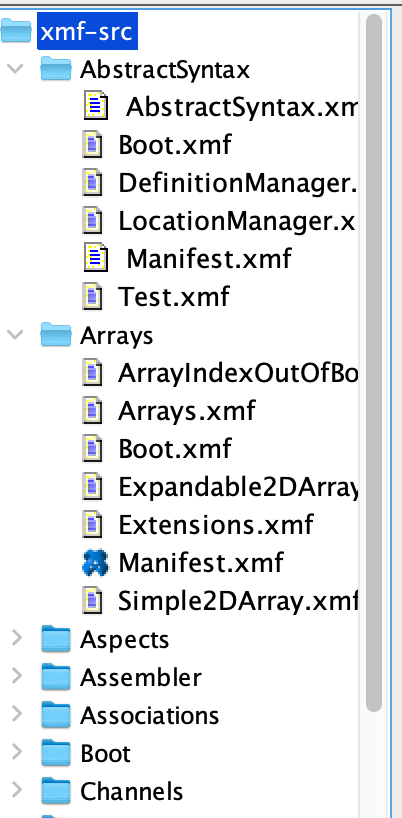 xmf-src
AbstractSyntax
AbstractSyntax.xm
Boot.xmf
DefinitionManager.
LocationManager.x
Manifest.xmf
Test.xmf
Arrays
ArrayIndexOutOfBo
Arrays.xmf
Boot.xmf
Expandable2DArray
Extensions.xmf
Manifest.xmf
Simple2DArray.xmf
Aspects
Assembler
Associations
Boot
Channels